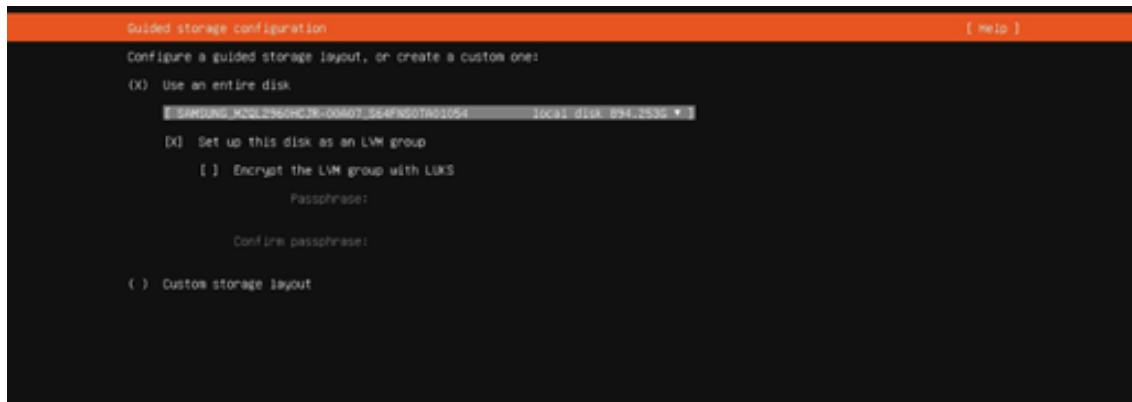 Guided storage configuration [ Help ]
Configure a guided storage layout, or create a custom one:
(X) Use an entire disk
[ SAMSUNG_MZQL2960HCJR-00A07_S64FNS0TA01054 local disk 894.253G ▾ ]
[X] Set up this disk as an LVM group
[ ] Encrypt the LVM group with LUKS
Passphrase:
Confirm passphrase:
( ) Custom storage layout